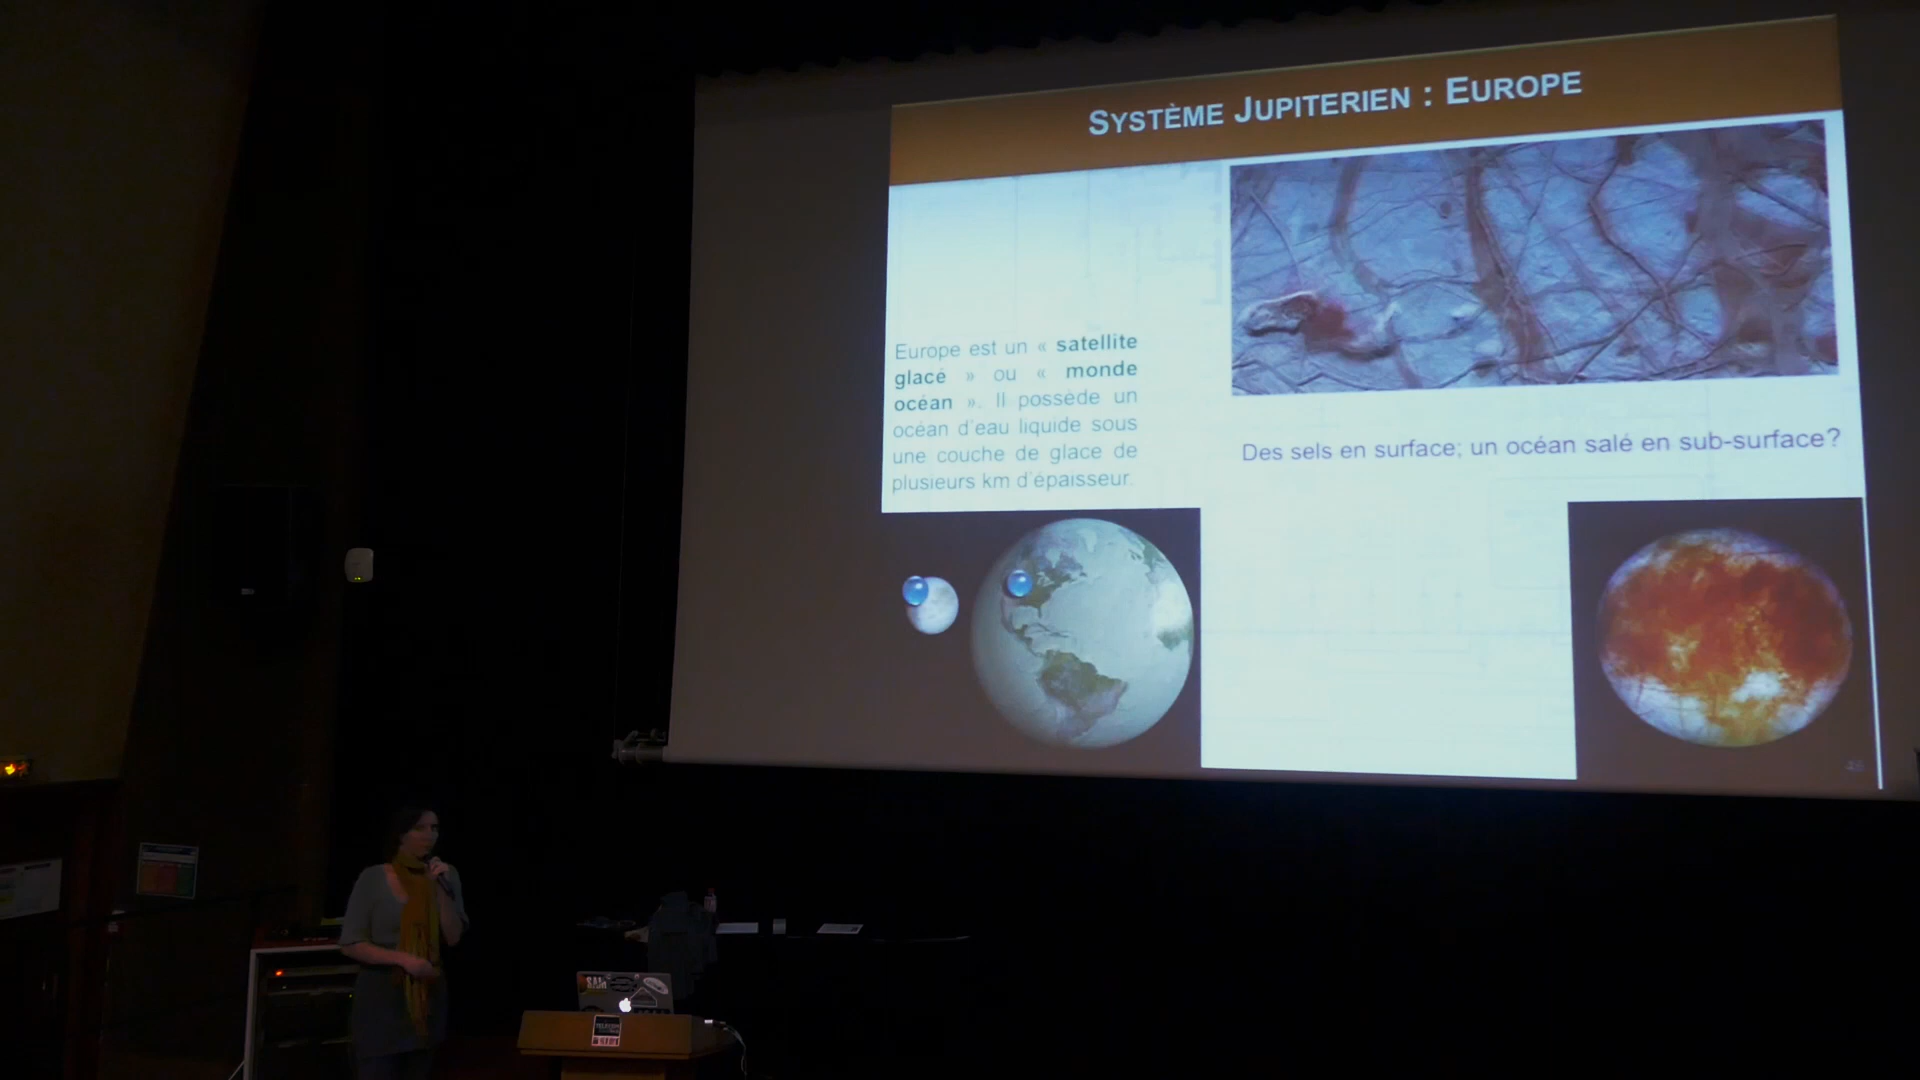 SYSTÈME JUPITERIEN : EUROPE
Europe est un « satellite
glacé » ou « monde
océan ». Il possède un
océan d'eau liquide sous
une couche de glace de
plusieurs km d'épaisseur.
Des sels en surface; un océan salé en sub-surface?